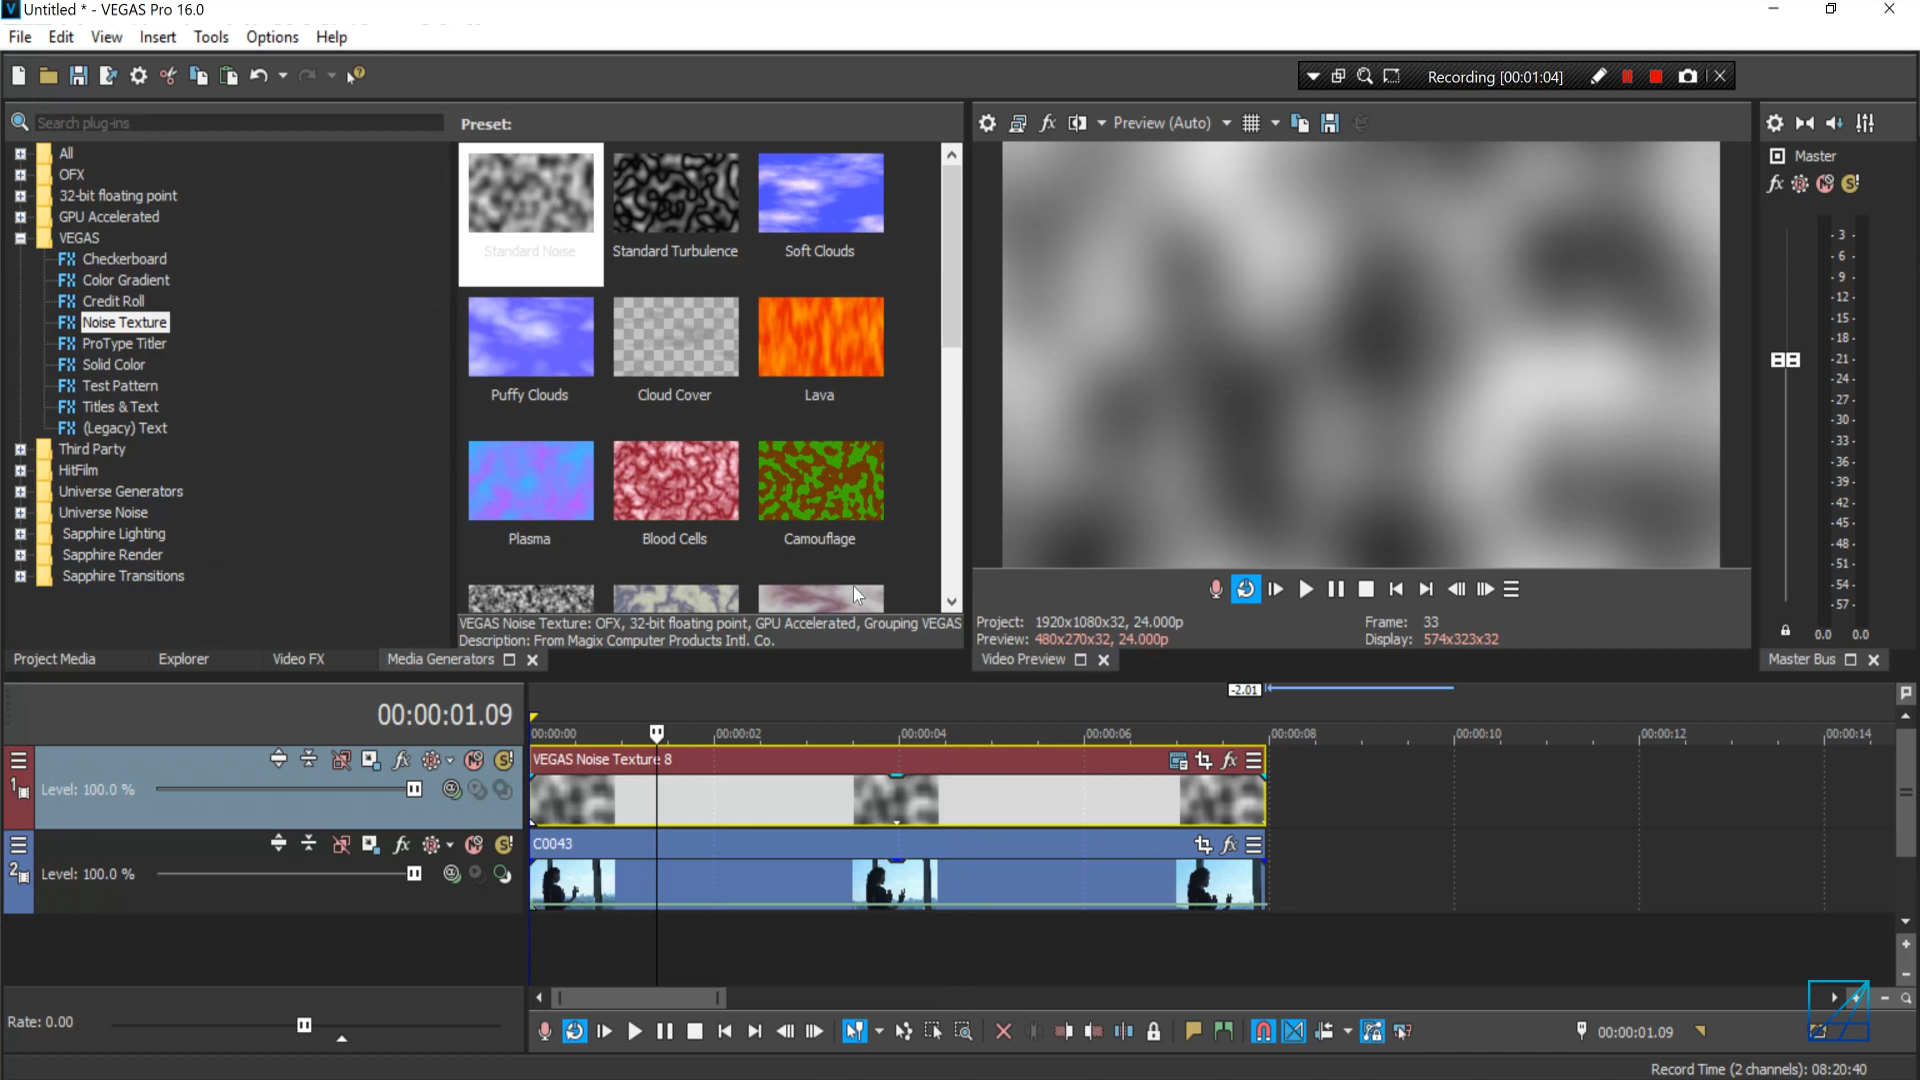 Untitled * - VEGAS Pro 16.0
File Edit View Insert Tools Options Help
Recording [00:01:04]
Search plug-ins
Preset:
All
OFX
32-bit floating point
GPU Accelerated
VEGAS
Checkerboard
Color Gradient
Credit Roll
Noise Texture
ProType Titler
Solid Color
Test Pattern
Titles & Text
(Legacy) Text
Third Party
HitFilm
Universe Generators
Universe Noise
Sapphire Lighting
Sapphire Render
Sapphire Transitions
Standard Noise Standard Turbulence Soft Clouds
Puffy Clouds Cloud Cover Lava
Plasma Blood Cells Camouflage
VEGAS Noise Texture: OFX, 32-bit floating point, GPU Accelerated, Grouping VEGAS
Description: From Magix Computer Products Intl. Co.
Project Media Explorer Video FX Media Generators
Preview (Auto)
Project: 1920x1080x32, 24.000p Frame: 33
Preview: 480x270x32, 24.000p Display: 574x323x32
Video Preview
Master
- 3 -
- 6 -
- 9 -
-12-
-15-
-18-
-21-
-24-
-27-
-30-
-33-
-36-
-39-
-42-
-45-
-48-
-51-
-54-
-57-
0.0 0.0
Master Bus
-2.01
00:00:01.09
00:00:00 00:00:02 00:00:04 00:00:06 00:00:08 00:00:10 00:00:12 00:00:14
1
Level: 100.0 %
VEGAS Noise Texture 8
2
Level: 100.0 %
C0043
Rate: 0.00
00:00:01.09
Record Time (2 channels): 08:20:40